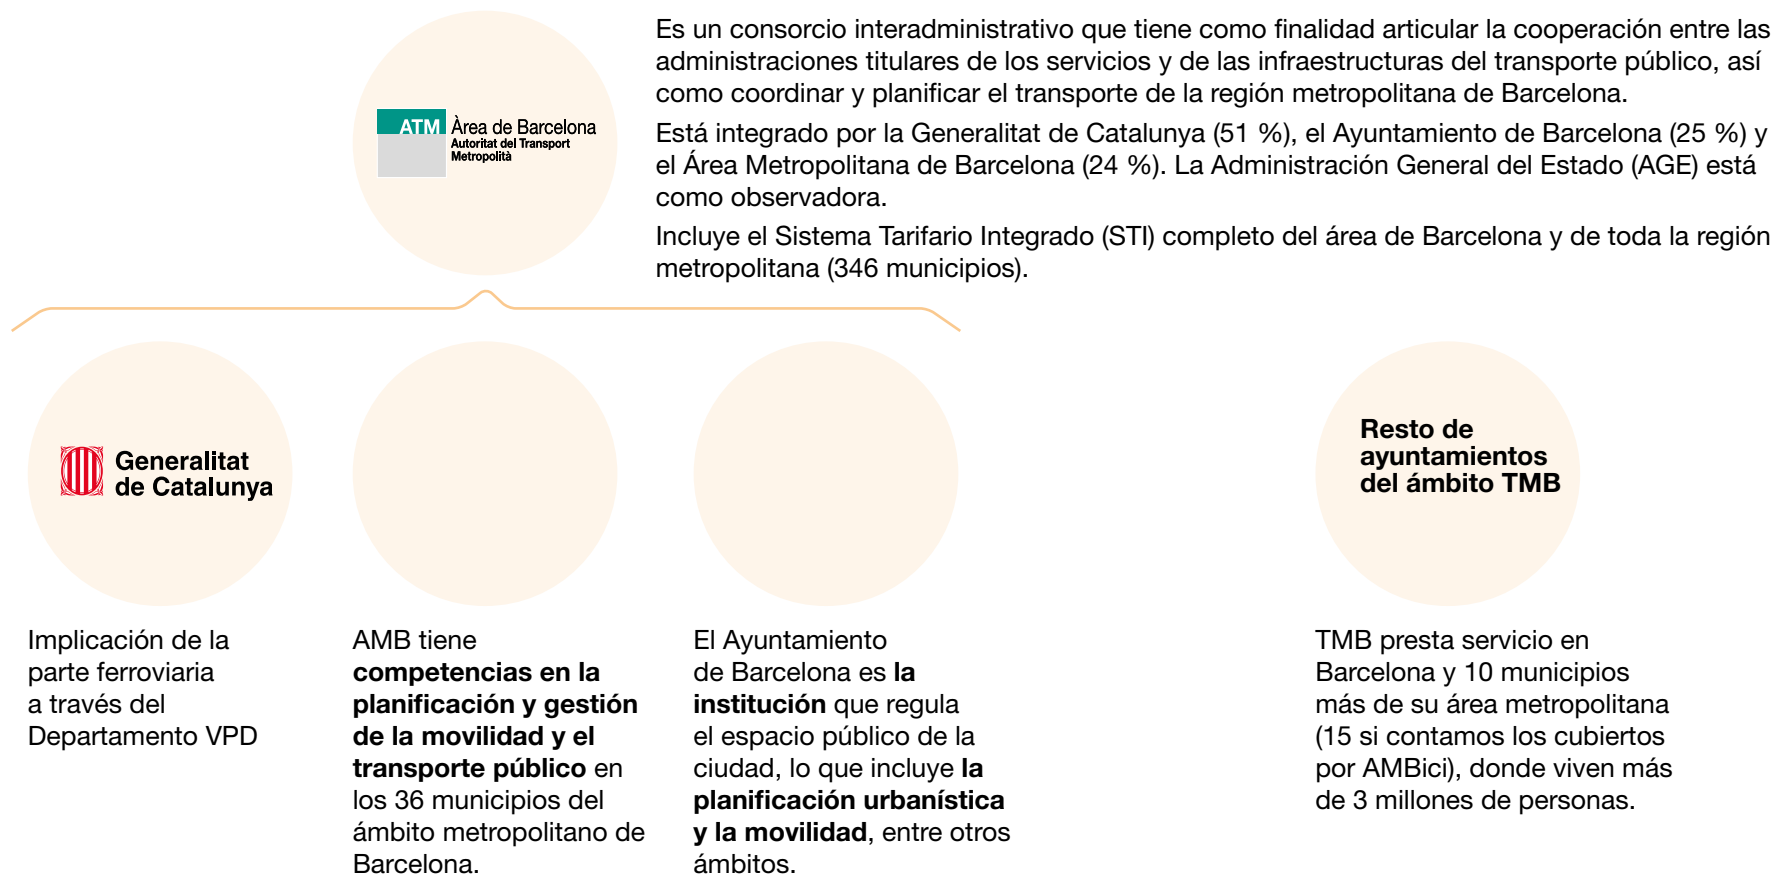 Es un consorcio interadministrativo que tiene como finalidad articular la cooperación entre las
administraciones titulares de los servicios y de las infraestructuras del transporte público, así
como coordinar y planificar el transporte de la región metropolitana de Barcelona.
Está integrado por la Generalitat de Catalunya (51 %), el Ayuntamiento de Barcelona (25 %) y
el Área Metropolitana de Barcelona (24 %). La Administración General del Estado (AGE) está
como observadora.
Incluye el Sistema Tarifario Integrado (STI) completo del área de Barcelona y de toda la región
metropolitana (346 municipios).
ATM Àrea de Barcelona
Autoritat del Transport
Metropolità
Generalitat
de Catalunya
Implicación de la
parte ferroviaria
a través del
Departamento VPD
AMB tiene
competencias en la
planificación y gestión
de la movilidad y el
transporte público en
los 36 municipios del
ámbito metropolitano de
Barcelona.
El Ayuntamiento
de Barcelona es la
institución que regula
el espacio público de la
ciudad, lo que incluye la
planificación urbanística
y la movilidad, entre otros
ámbitos.
Resto de
ayuntamientos
del ámbito TMB
TMB presta servicio en
Barcelona y 10 municipios
más de su área metropolitana
(15 si contamos los cubiertos
por AMBici), donde viven más
de 3 millones de personas.